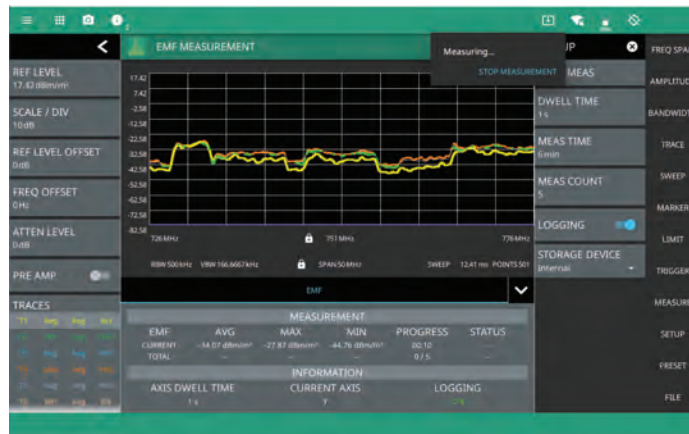 EMF MEASUREMENT
Measuring...
STOP MEASUREMENT
UP
MEAS
REF LEVEL
17.42 dBm/m²
SCALE / DIV
10 dB
REF LEVEL OFFSET
0 dB
FREQ OFFSET
0 Hz
ATTEN LEVEL
0 dB
PRE AMP
TRACES
17.42
7.42
-2.58
-12.58
-22.58
-32.58
-42.58
-52.58
-62.58
-72.58
-82.58
726 MHz
751 MHz
776 MHz
RBW 500 kHz VBW 166.6667 kHz
SPAN 50 MHz
SWEEP 12.41 ms POINTS 501
EMF
MEASUREMENT
EMF AVG MAX MIN PROGRESS STATUS
CURRENT -34.07 dBm/m² -27.87 dBm/m² -44.76 dBm/m² 00:10
TOTAL -- -- -- 0 / 5
INFORMATION
AXIS DWELL TIME CURRENT AXIS LOGGING
1 s Y
DWELL TIME
1 s
MEAS TIME
6 min
MEAS COUNT
5
LOGGING
STORAGE DEVICE
Internal
FREQ SPA
AMPLITUD
BANDWIDT
TRACE
SWEEP
MARKER
LIMIT
TRIGGER
MEASURE
SETUP
PRESET
FILE